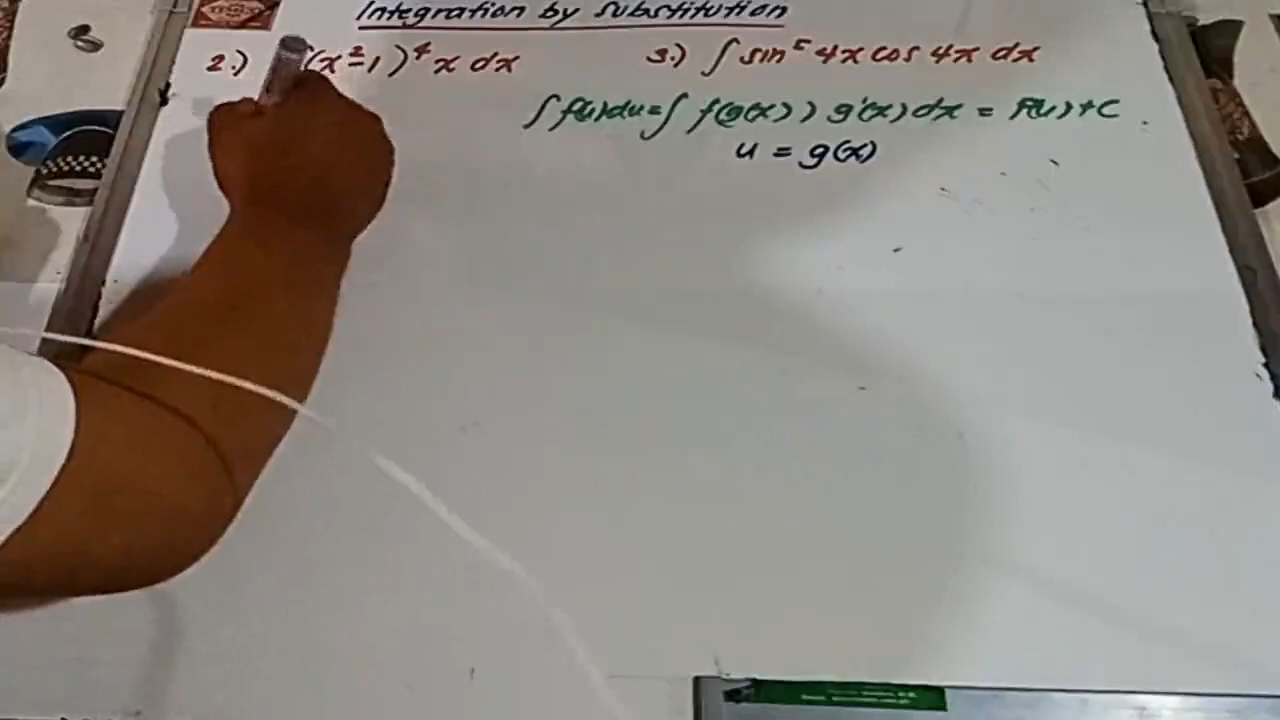 Integration by Substitution
2.) (x²-1)⁴ x dx
3.) ∫ sin⁵ 4x cos 4x dx
∫ f(u) du = ∫ f(g(x)) g'(x) dx = F(u) + C
u = g(x)